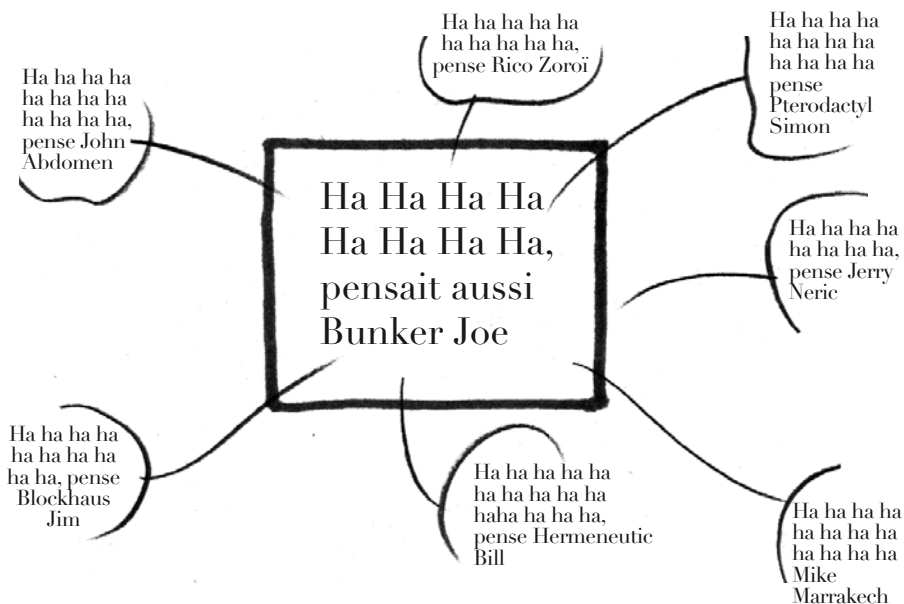 Ha ha ha ha ha
ha ha ha ha ha,
pense Rico Zoroï
Ha ha ha ha
ha ha ha ha
ha ha ha ha
pense
Pterodactyl
Simon
Ha ha ha ha
ha ha ha ha
ha ha ha ha,
pense John
Abdomen
Ha Ha Ha Ha
Ha Ha Ha Ha,
pensait aussi
Bunker Joe
Ha ha ha ha
ha ha ha ha,
pense Jerry
Neric
Ha ha ha ha
ha ha ha ha
ha ha, pense
Blockhaus
Jim
Ha ha ha ha ha
ha ha ha ha ha
haha ha ha ha,
pense Hermeneutic
Bill
Ha ha ha ha
ha ha ha ha
ha ha ha ha
Mike
Marrakech